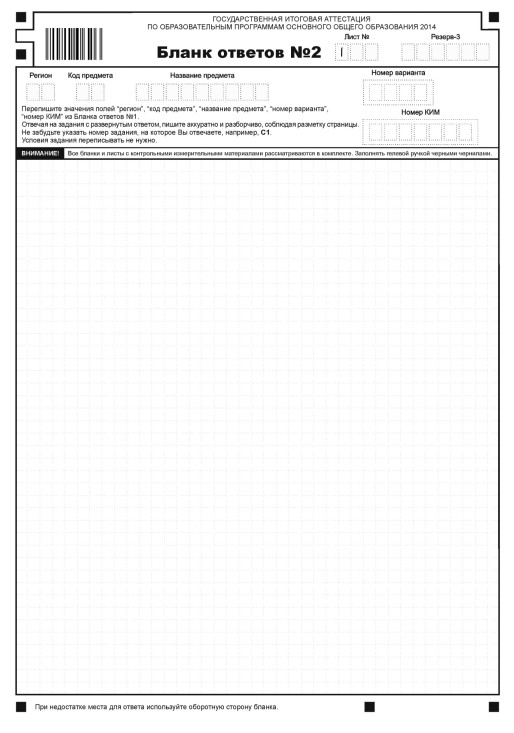 ГОСУДАРСТВЕННАЯ ИТОГОВАЯ АТТЕСТАЦИЯ
ПО ОБРАЗОВАТЕЛЬНЫМ ПРОГРАММАМ ОСНОВНОГО ОБЩЕГО ОБРАЗОВАНИЯ 2014
Лист № Резерв-3
Бланк ответов №2
Регион Код предмета Название предмета Номер варианта
Перепишите значения полей "регион", "код предмета", "название предмета", "номер варианта",
"номер КИМ" из Бланка ответов №1.
Отвечая на задания с развернутым ответом, пишите аккуратно и разборчиво, соблюдая разметку страницы.
Не забудьте указать номер задания, на которое Вы отвечаете, например, С1.
Условия задания переписывать не нужно.
Номер КИМ
ВНИМАНИЕ! Все бланки и листы с контрольными измерительными материалами рассматриваются в комплекте. Заполнять гелевой ручкой черными чернилами.
При недостатке места для ответа используйте оборотную сторону бланка.